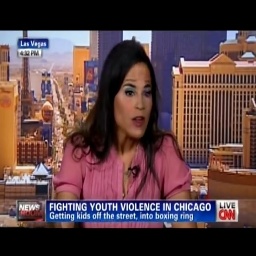 Las Vegas
4:32 PM
FIGHTING YOUTH VIOLENCE IN CHICAGO
Getting kids off the street, into boxing ring
NEWS
LIVE
CNN